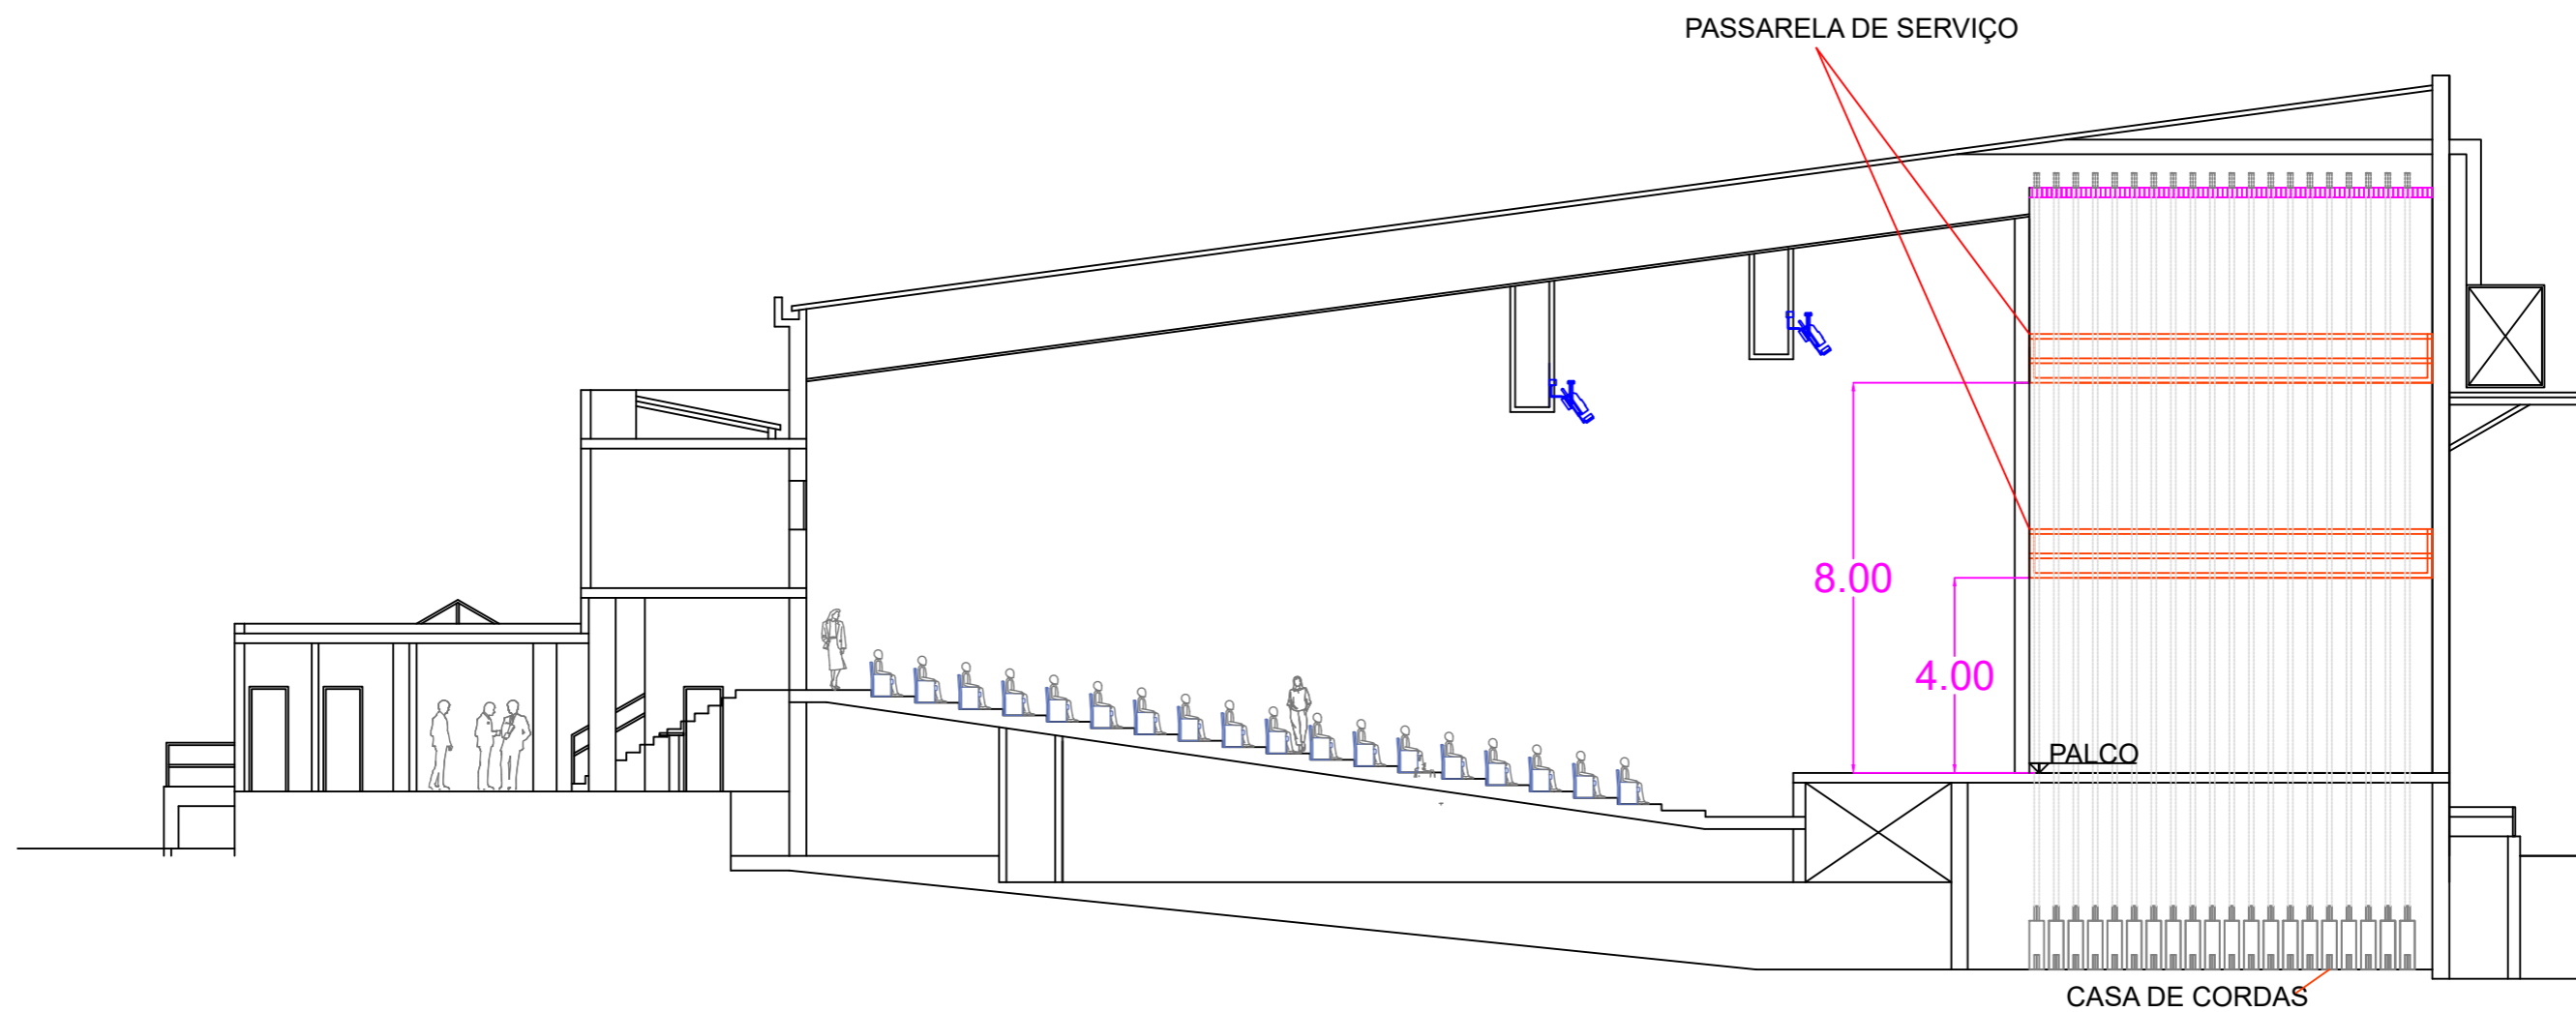 PASSARELA DE SERVIÇO
8.00
4.00
PALCO
CASA DE CORDAS